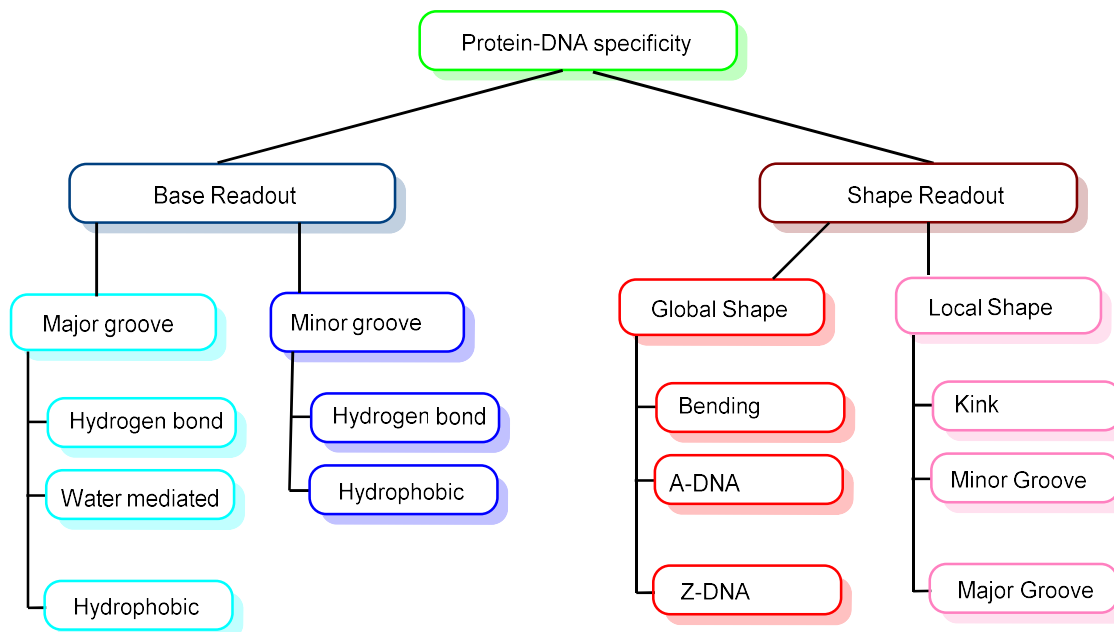 Protein-DNA specificity
Base Readout
Shape Readout
Major groove
Minor groove
Global Shape
Local Shape
Hydrogen bond
Water mediated
Hydrophobic
Hydrogen bond
Hydrophobic
Bending
A-DNA
Z-DNA
Kink
Minor Groove
Major Groove